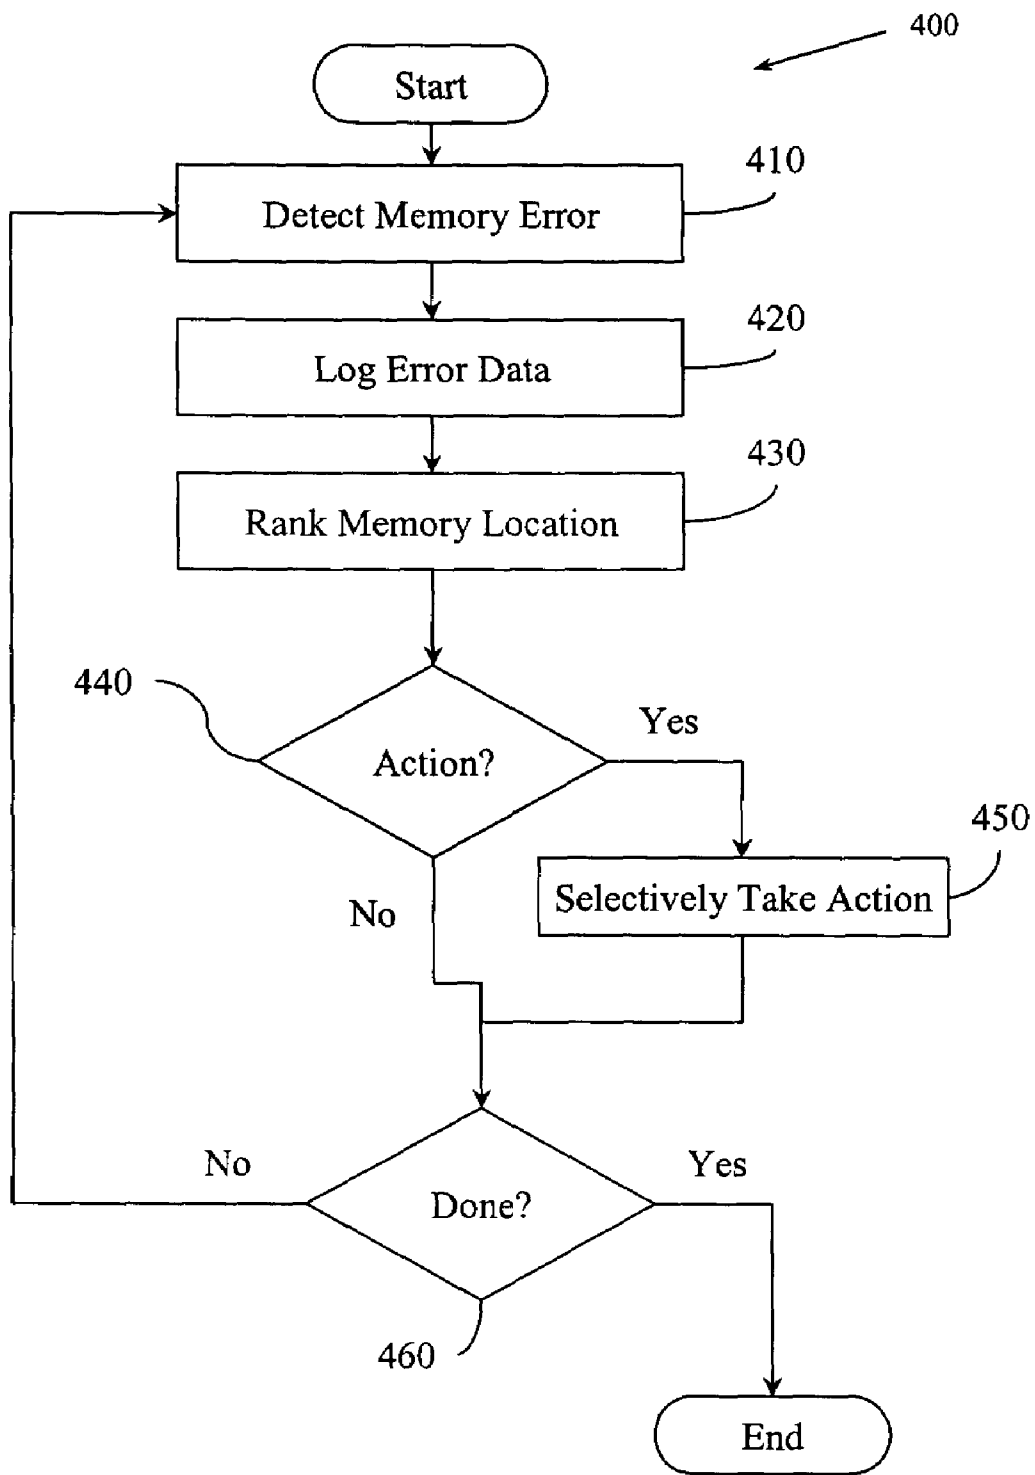 400
Start
410
Detect Memory Error
420
Log Error Data
430
Rank Memory Location
440
Action?
Yes
450
Selectively Take Action
No
No
Yes
Done?
460
End